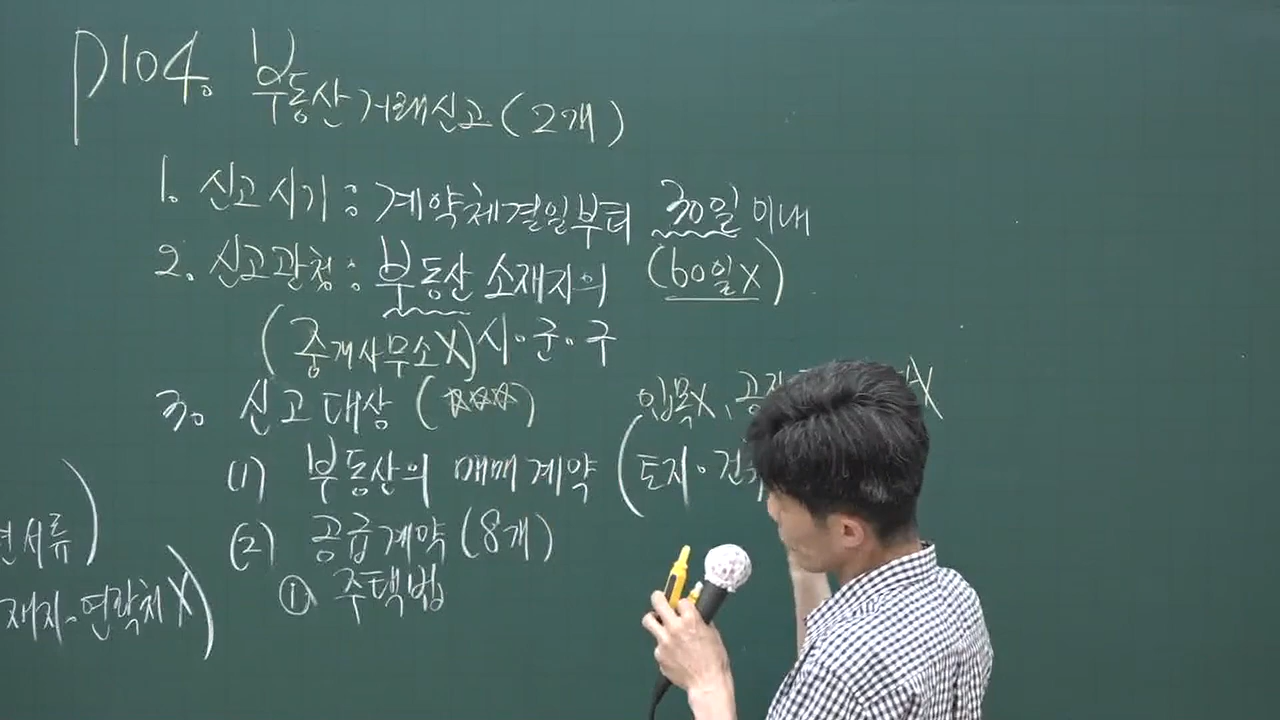 p104. 부동산거래신고 (2개)
1. 신고시기 : 계약체결일부터 30일 이내
(60일X)
2. 신고관청 : 부동산 소재지의
(중개사무소X) 시·군·구
3. 신고대상 (☆☆☆)
입목X, 공장
(1) 부동산의 매매계약 (토지·건
(2) 공급계약 (8개)
① 주택법
서류)
재지·연락처X)